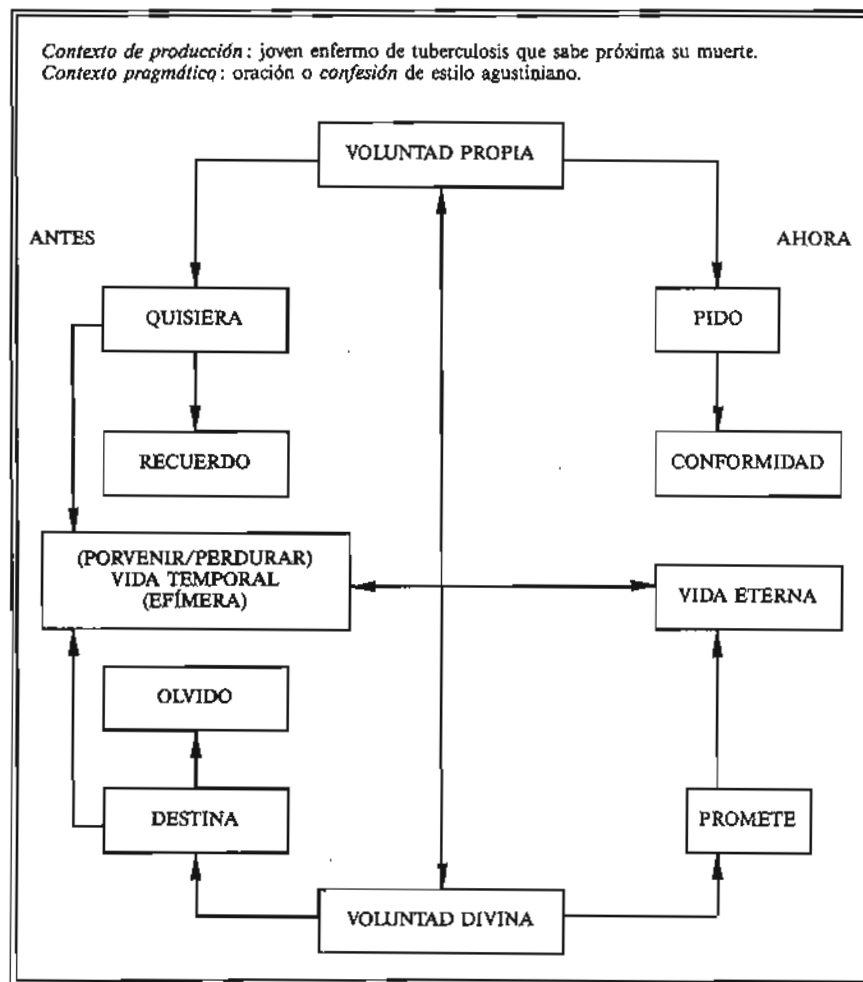 Contexto de producción: joven enfermo de tuberculosis que sabe próxima su muerte.
Contexto pragmático: oración o confesión de estilo agustiniano.
VOLUNTAD PROPIA
ANTES
AHORA
QUISIERA
PIDO
RECUERDO
CONFORMIDAD
(PORVENIR/PERDURAR)
VIDA TEMPORAL
(EFÍMERA)
VIDA ETERNA
OLVIDO
DESTINA
PROMETE
VOLUNTAD DIVINA